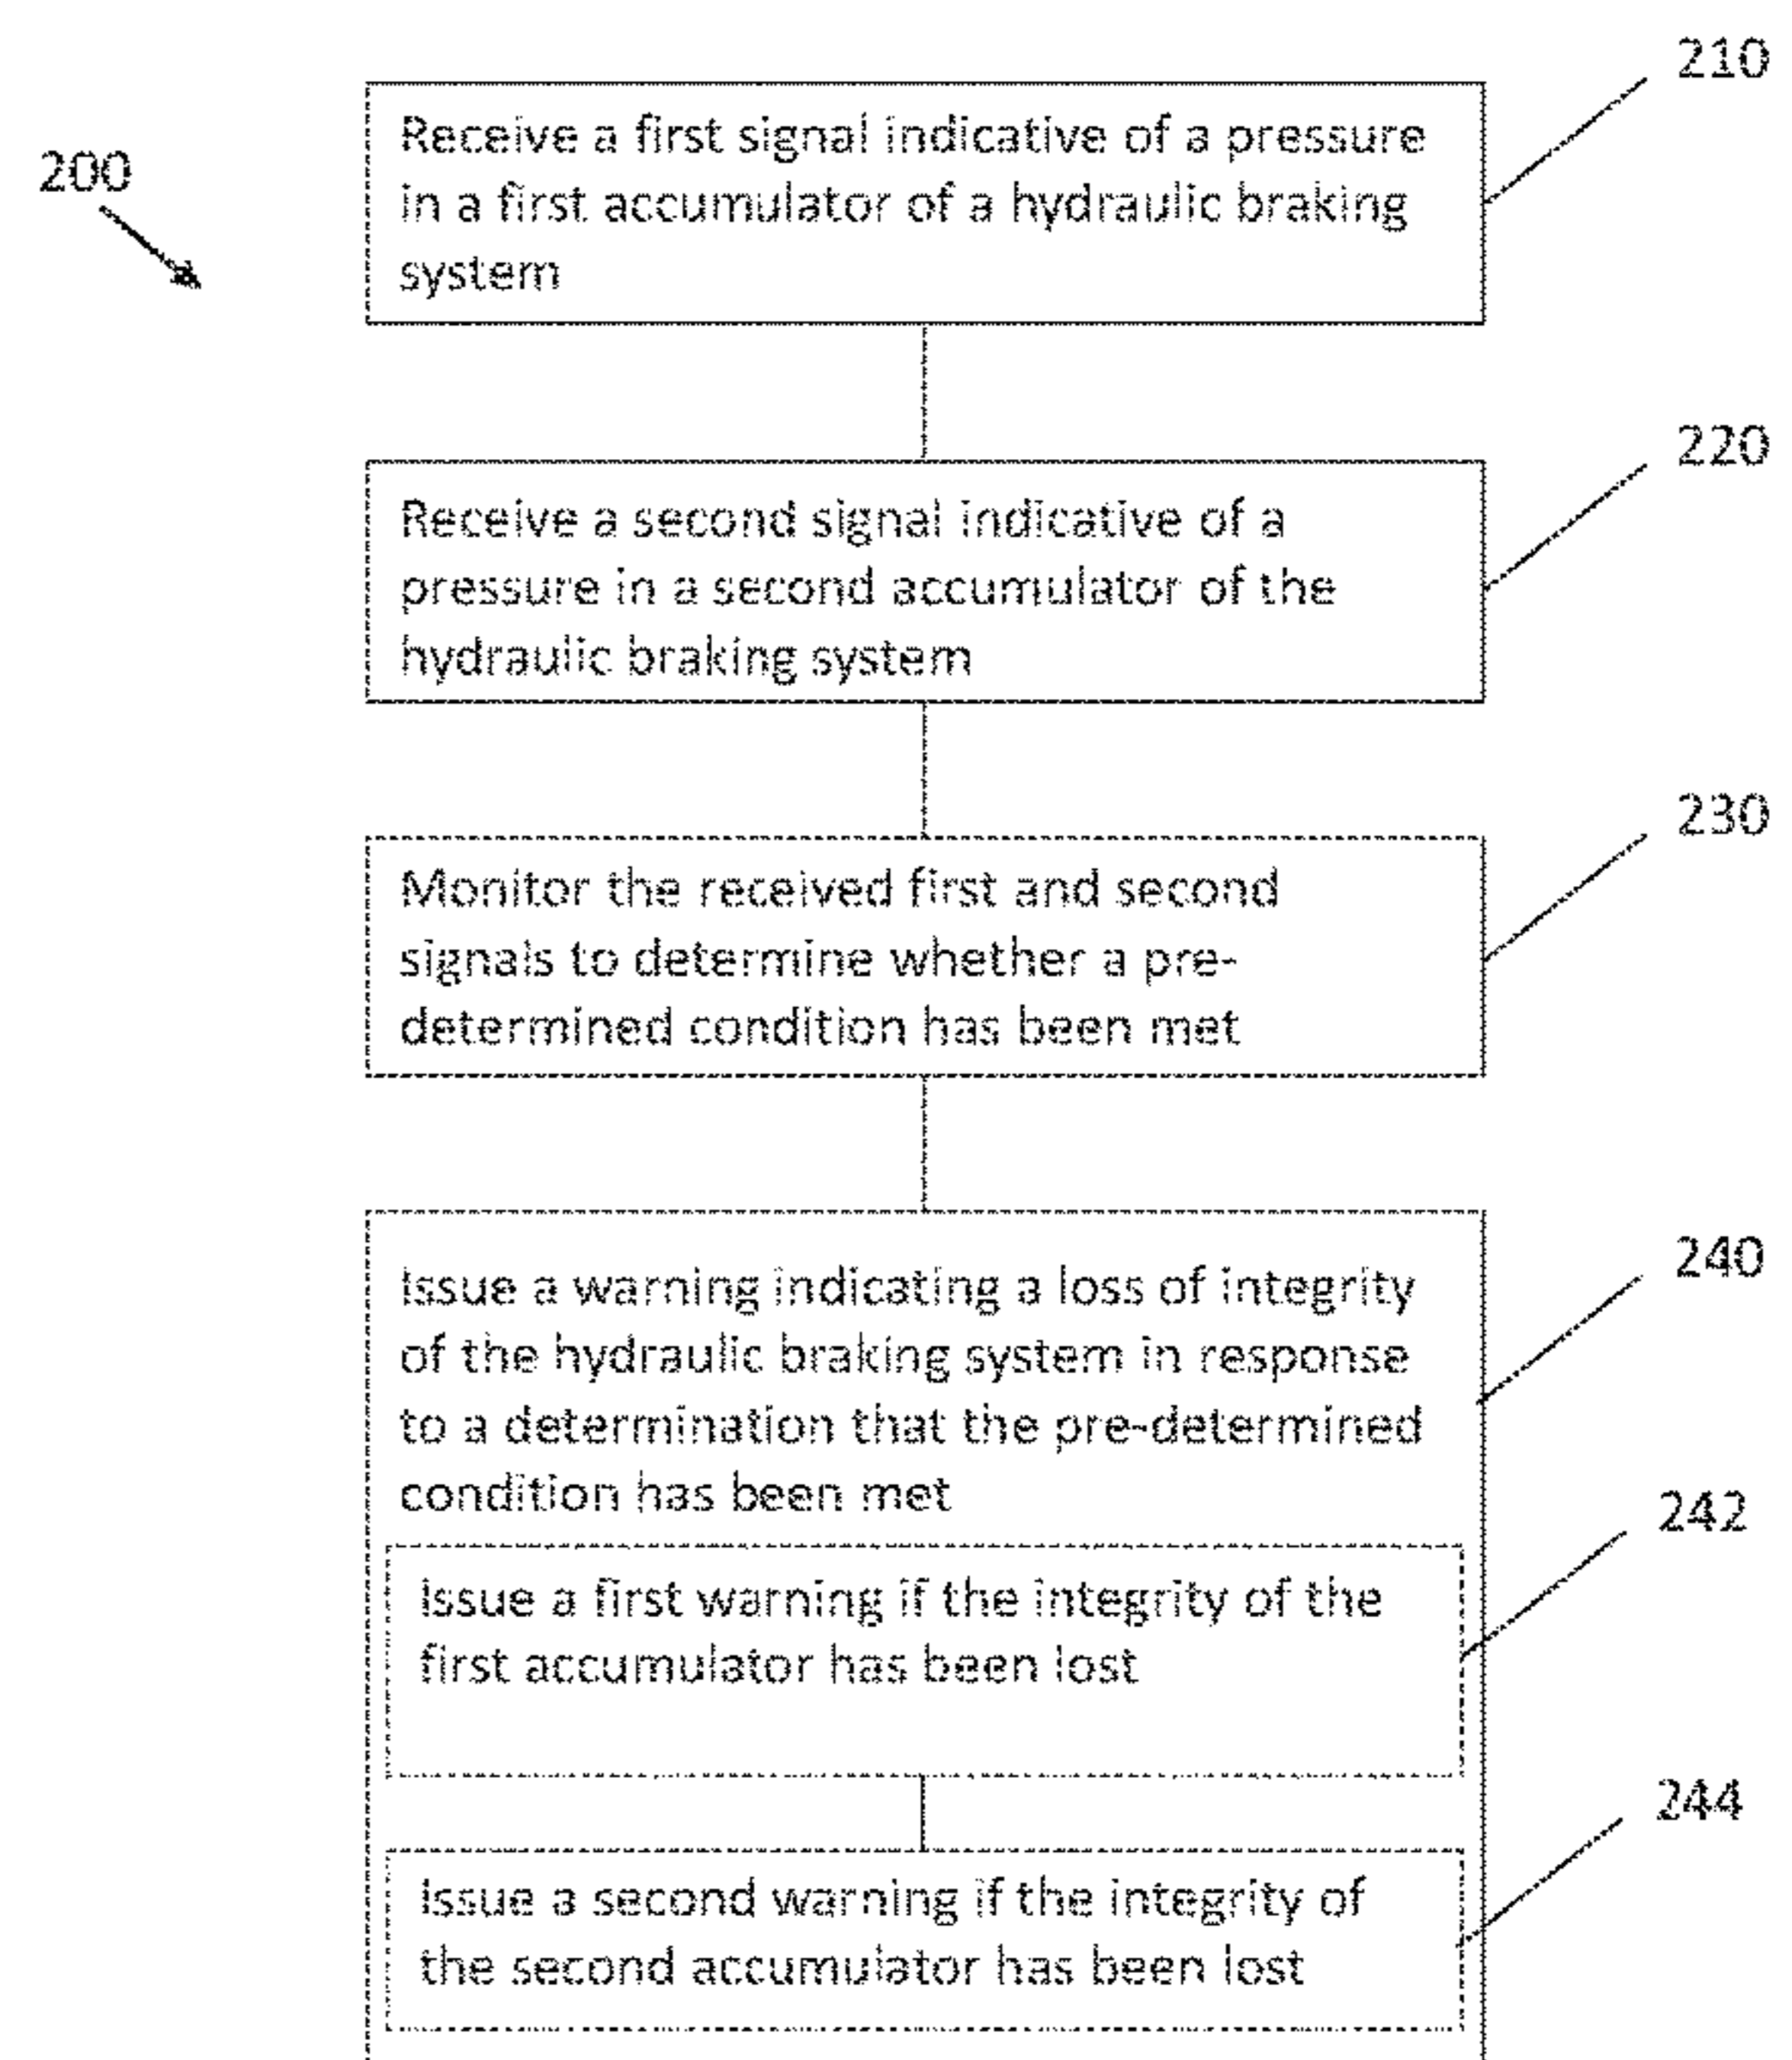 200
210
Receive a first signal indicative of a pressure
in a first accumulator of a hydraulic braking
system
220
Receive a second signal indicative of a
pressure in a second accumulator of the
hydraulic braking system
230
Monitor the received first and second
signals to determine whether a pre-
determined condition has been met
240
Issue a warning indicating a loss of integrity
of the hydraulic braking system in response
to a determination that the pre-determined
condition has been met
242
Issue a first warning if the integrity of the
first accumulator has been lost
244
Issue a second warning if the integrity of
the second accumulator has been lost